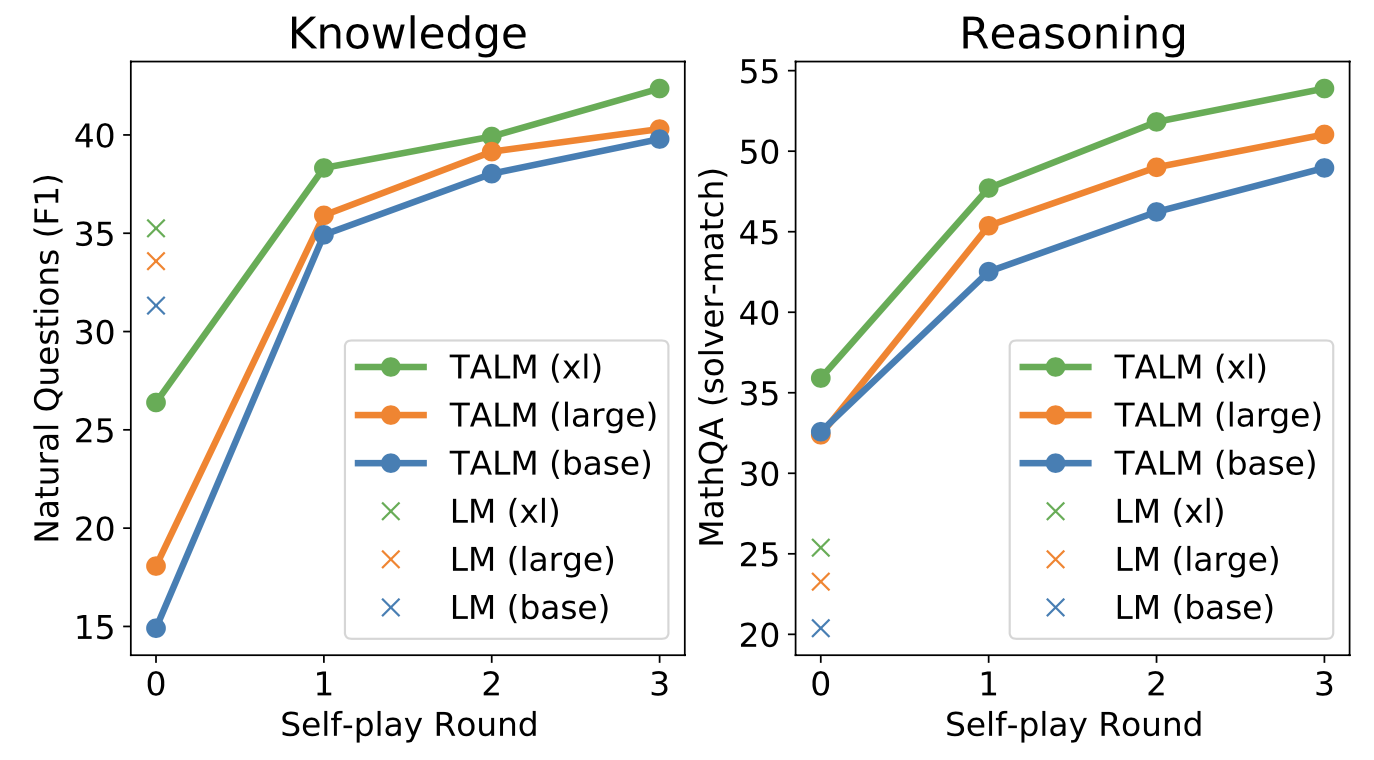 Knowledge
Natural Questions (F1)
40
35
30
25
20
15
TALM (xl)
TALM (large)
TALM (base)
LM (xl)
LM (large)
LM (base)
0 1 2 3
Self-play Round
Reasoning
MathQA (solver-match)
55
50
45
40
35
30
25
20
TALM (xl)
TALM (large)
TALM (base)
LM (xl)
LM (large)
LM (base)
0 1 2 3
Self-play Round